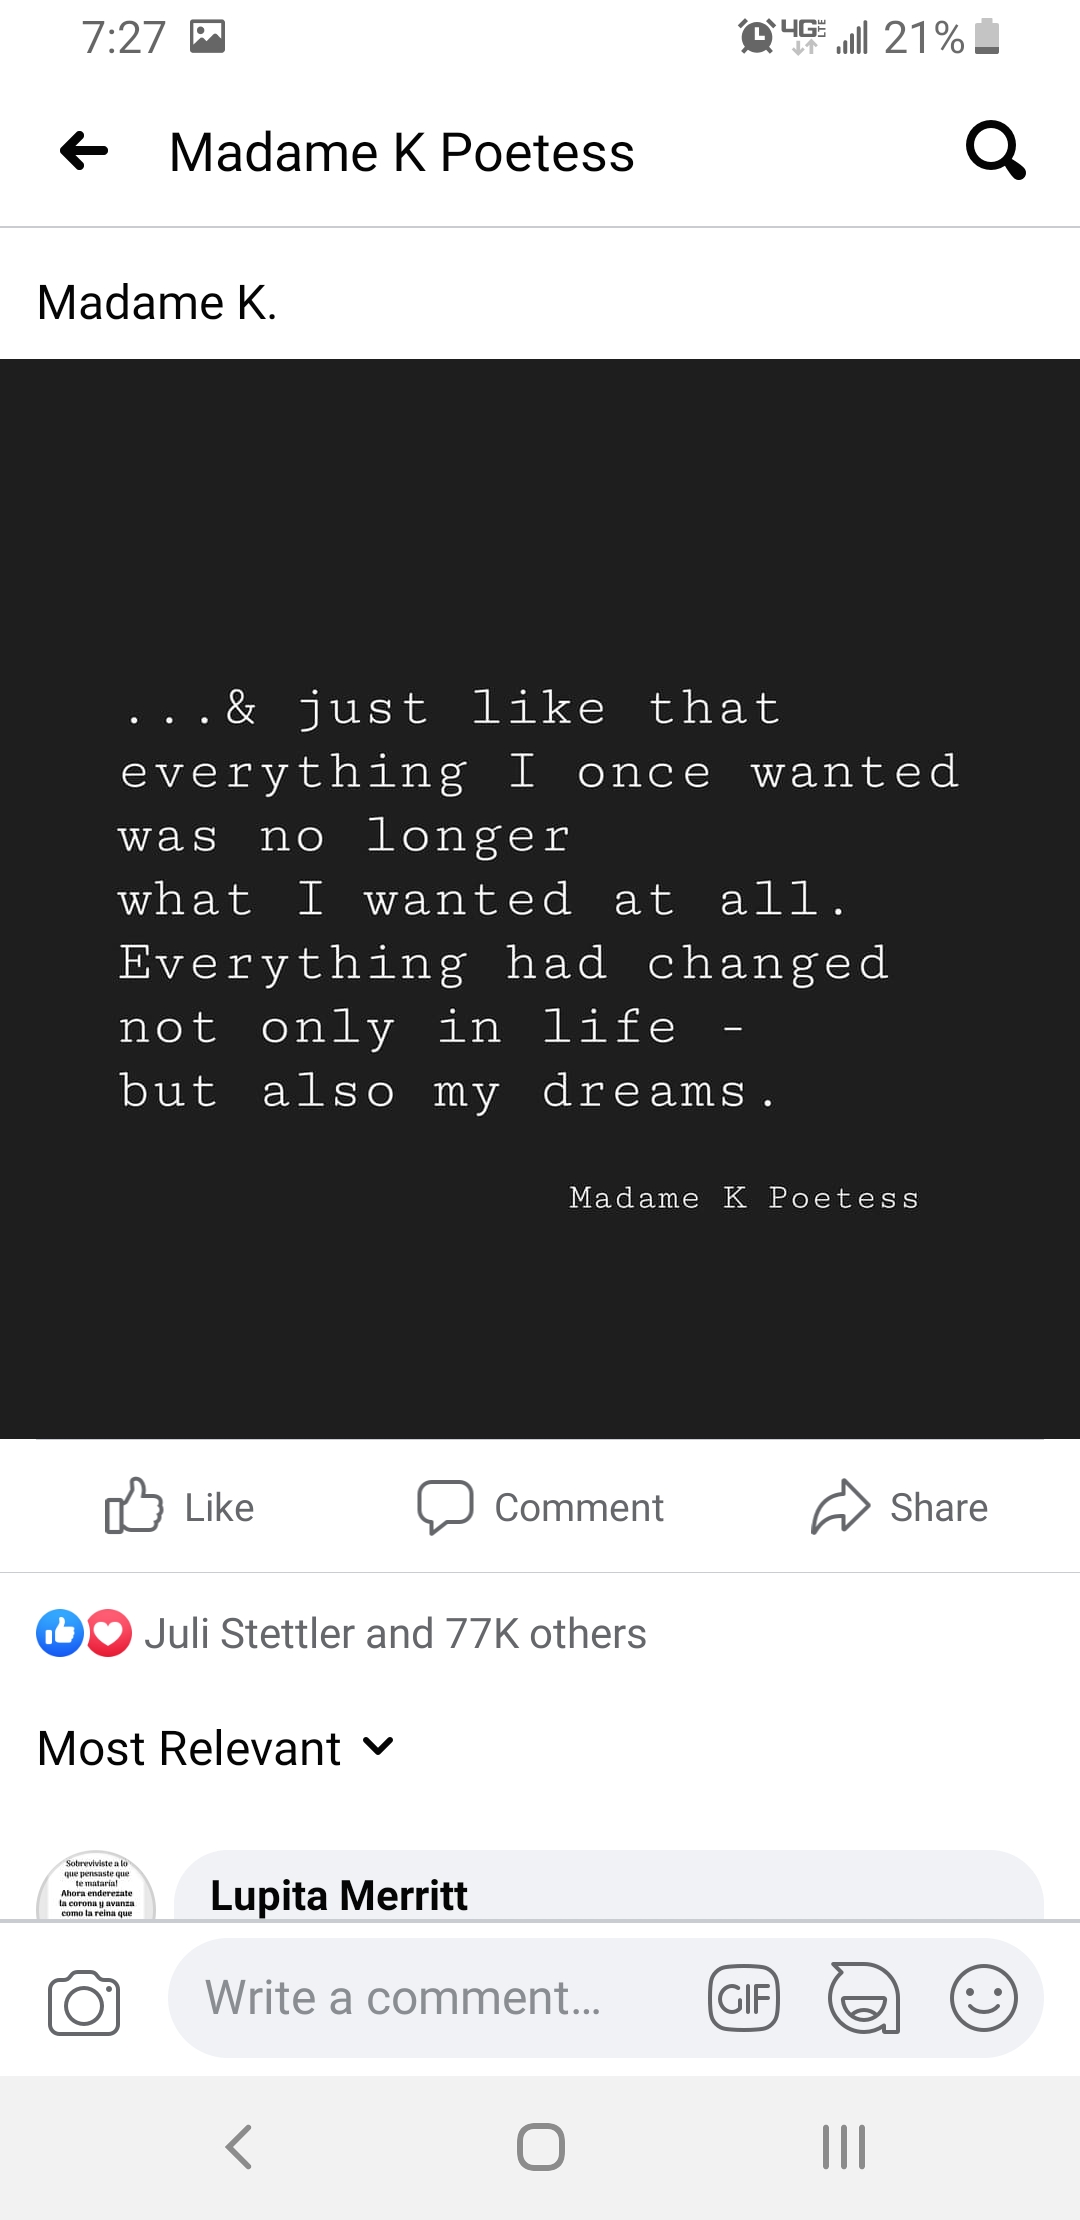 7:27 4G LTE 21%
Madame K Poetess
Madame K.
...& just like that
everything I once wanted
was no longer
what I wanted at all.
Everything had changed
not only in life -
but also my dreams.
Madame K Poetess
Like Comment Share
Juli Stettler and 77K others
Most Relevant
Sobreviviste a lo
que pensaste que
te mataría!
Ahora enderezate
la corona y avanza
como la reina que
Lupita Merritt
Write a comment... GIF